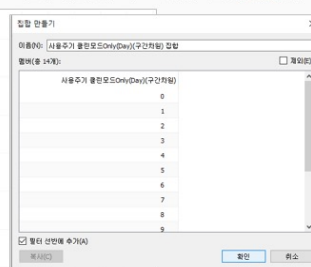 집합 만들기
이름(N): 사용주기 클린모드Only(Day)(구간차원) 집합
멤버(총 14개):
제외(E)
사용주기 클린모드Only(Day)(구간차원)
0
1
2
3
4
5
6
7
8
9
필터 선반에 추가(A)
복사(C)
확인
취소